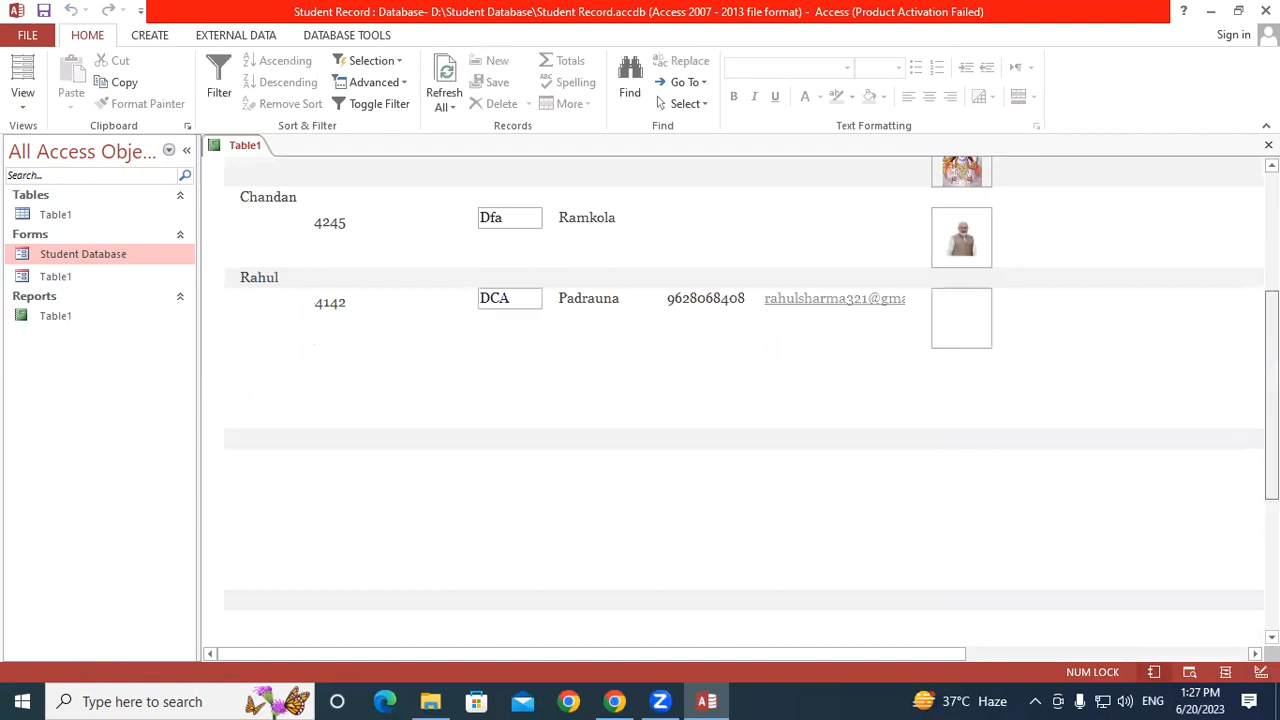 Student Record : Database- D:\Student Database\Student Record.accdb (Access 2007 - 2013 file format) - Access (Product Activation Failed)
FILE HOME CREATE EXTERNAL DATA DATABASE TOOLS Sign in
View
Views
Paste
Cut
Copy
Format Painter
Clipboard
Filter
Ascending
Descending
Remove Sort
Selection
Advanced
Toggle Filter
Sort & Filter
Refresh All
New
Save
Delete
Totals
Spelling
More
Records
Find
Replace
Go To
Select
Find
B I U A
Text Formatting
All Access Obje...
Search...
Tables
Table1
Forms
Student Database
Table1
Reports
Table1
Table1
Chandan
4245 Dfa Ramkola
Rahul
4142 DCA Padrauna 9628068408 rahulsharma321@gma
NUM LOCK
Type here to search
37°C Haze
ENG
1:27 PM
6/20/2023